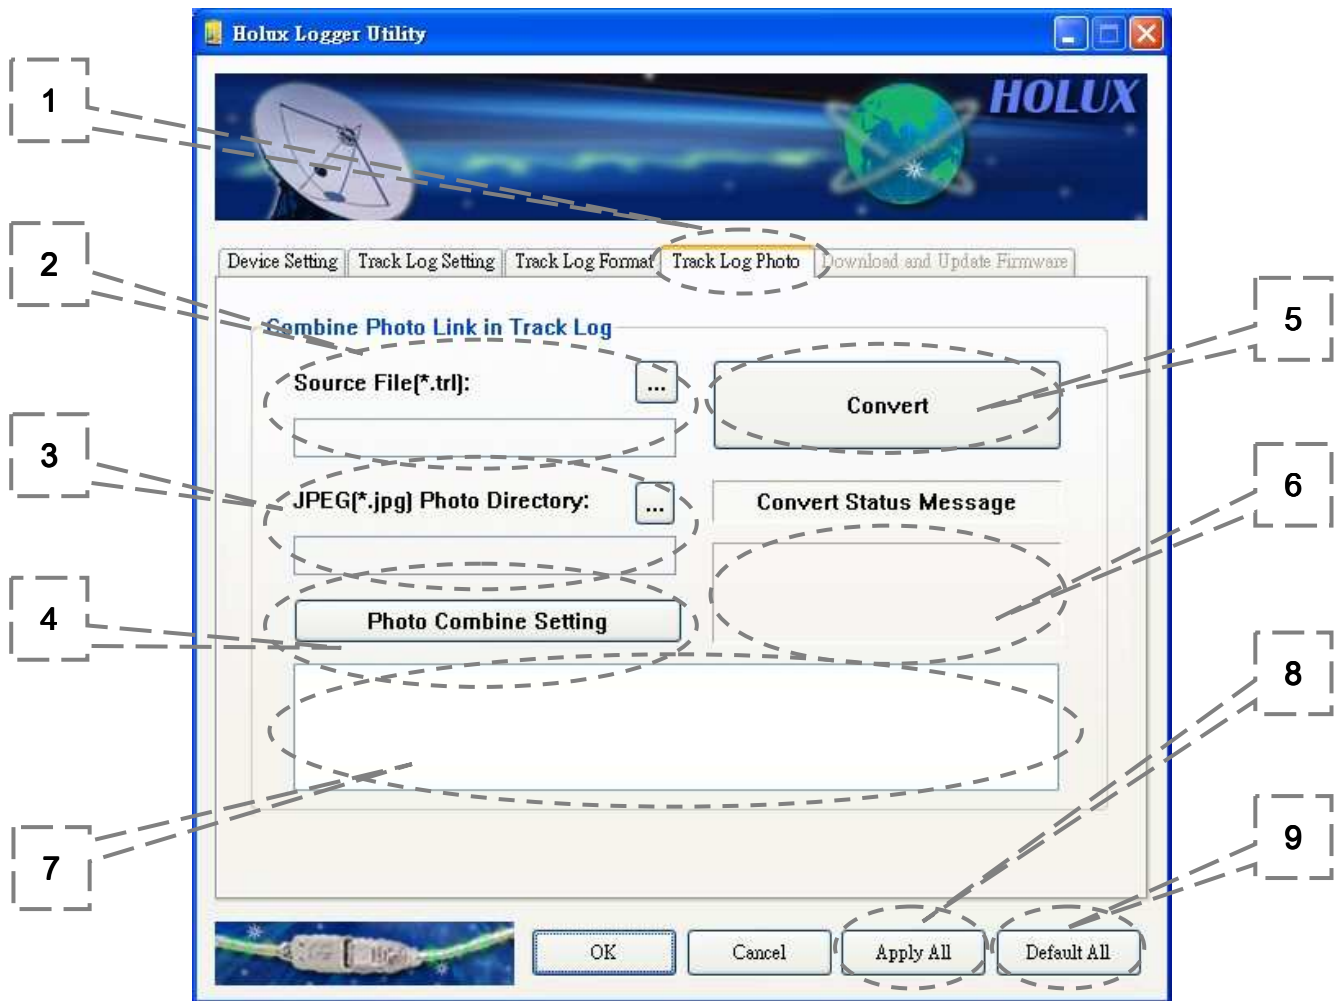 Holux Logger Utility
HOLUX
1
2
Device Setting Track Log Setting Track Log Format Track Log Photo Download and Update Firmware
5
Combine Photo Link in Track Log
Source File(*.trl): ...
Convert
3
JPEG(*.jpg) Photo Directory: ...
Convert Status Message
6
4
Photo Combine Setting
8
7
9
OK Cancel Apply All Default All